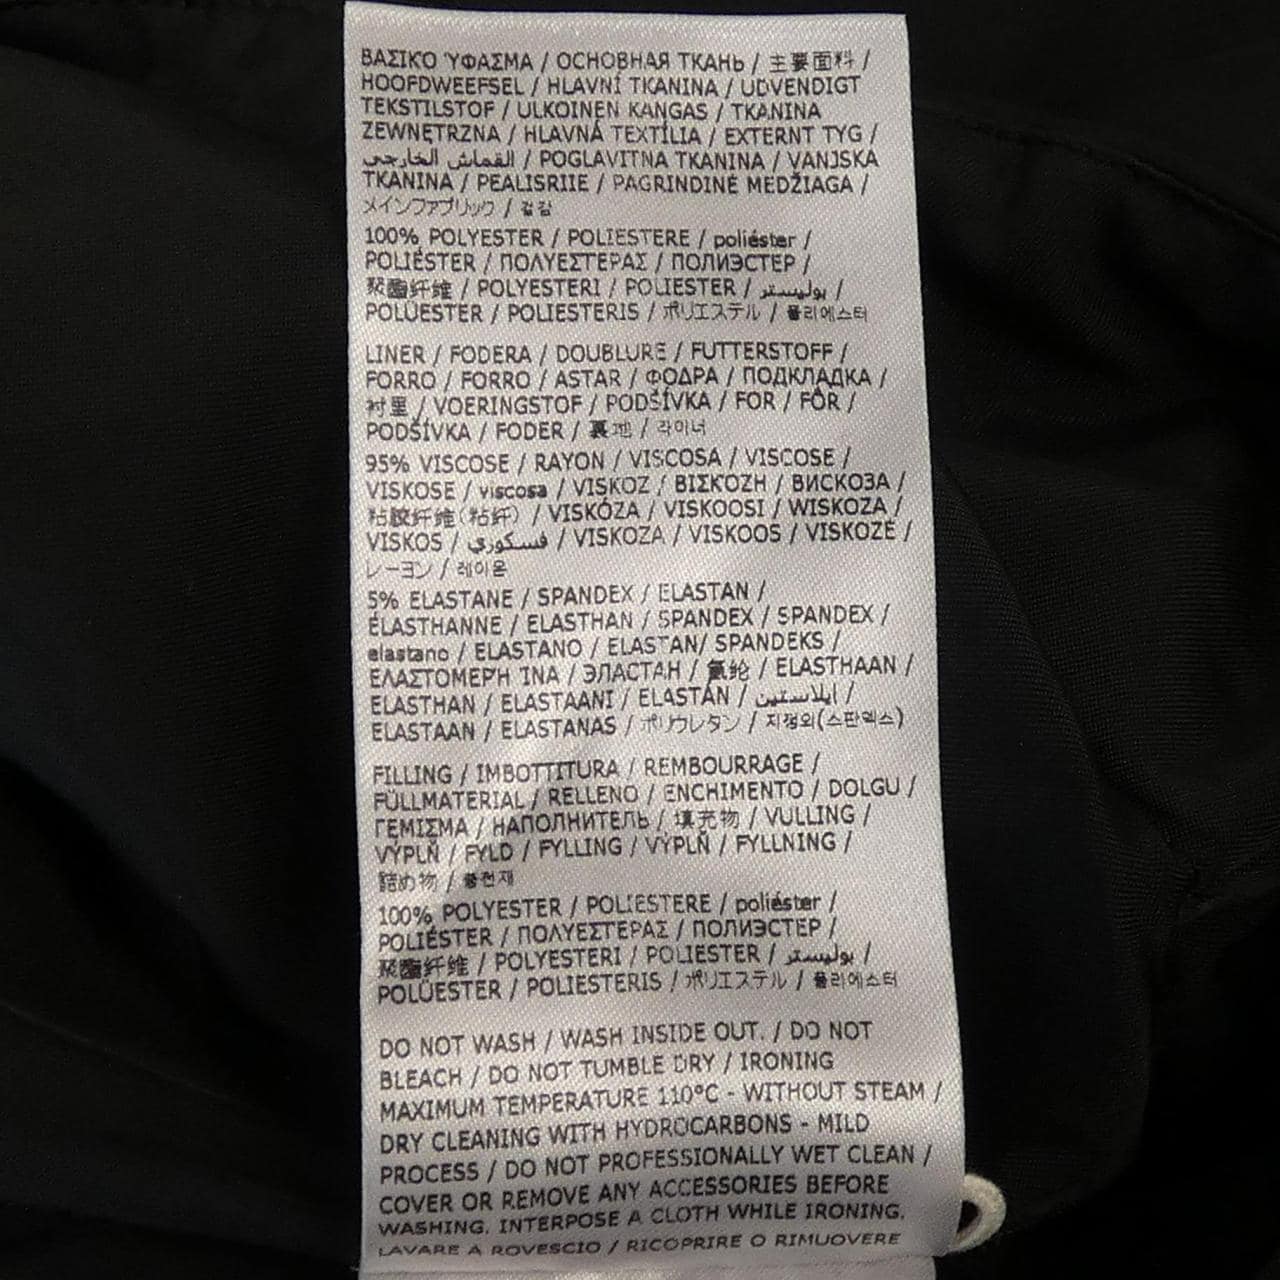 ΒΑΣΙΚΟ ΎΦΑΣΜΑ / ОСНОВНАЯ ТКАНЬ / 主要面料 /
HOOFDWEEFSEL / HLAVNÍ TKANINA / UDVENDIGT
TEKSTILSTOF / ULKOINEN KANGAS / TKANINA
ZEWNĘTRZNA / HLAVNÁ TEXTÍLIA / EXTERNT TYG /
القماش الخارجي / POGLAVITNA TKANINA / VANJSKA
TKANINA / PEALISRIIE / PAGRINDINĖ MEDŽIAGA /
メインファブリック / 겉감
100% POLYESTER / POLIESTERE / poliéster /
POLIÉSTER / ΠΟΛΥΕΣΤΕΡΑΣ / ПОЛИЭСТЕР /
聚酯纤维 / POLYESTERI / POLIESTER / بوليستر /
POLÜESTER / POLIESTERIS / ポリエステル / 폴리에스터
LINER / FODERA / DOUBLURE / FUTTERSTOFF /
FORRO / FORRO / ASTAR / ΦΟΔΡΑ / ПОДКЛАДКА /
衬里 / VOERINGSTOF / PODŠÍVKA / FOR / FÔR /
PODŠÍVKA / FODER / 裏地 / 라이너
95% VISCOSE / RAYON / VISCOSA / VISCOSE /
VISKOSE / viscosa / VISKOZ / ΒΙΣΚΌΖΗ / ВИСКОЗА /
粘胶纤维(粘纤) / VISKÓZA / VISKOOSI / WISKOZA /
VISKOS / فسكوزي / VISKOZA / VISKOOS / VISKOZĖ /
レーヨン / 레이온
5% ELASTANE / SPANDEX / ELASTAN /
ÉLASTHANNE / ELASTHAN / SPANDEX / SPANDEX /
elastano / ELASTANO / ELASTAN/ SPANDEKS /
ΕΛΑΣΤΟΜΕΡΉ ΊΝΑ / ЭЛАСТАН / 氨纶 / ELASTHAAN /
ELASTHAN / ELASTAANI / ELASTÁN / ايلاستين /
ELASTAAN / ELASTANAS / ポリウレタン / 지정외(스판덱스)
FILLING / IMBOTTITURA / REMBOURRAGE /
FÜLLMATERIAL / RELLENO / ENCHIMENTO / DOLGU /
ΓΕΜΙΣΜΑ / НАПОЛНИТЕЛЬ / 填充物 / VULLING /
VÝPLŇ / FYLD / FYLLING / VÝPLŇ / FYLLNING /
詰め物 / 충전재
100% POLYESTER / POLIESTERE / poliéster /
POLIÉSTER / ΠΟΛΥΕΣΤΕΡΑΣ / ПОЛИЭСТЕР /
聚酯纤维 / POLYESTERI / POLIESTER / بوليستر /
POLÜESTER / POLIESTERIS / ポリエステル / 폴리에스터
DO NOT WASH / WASH INSIDE OUT. / DO NOT
BLEACH / DO NOT TUMBLE DRY / IRONING
MAXIMUM TEMPERATURE 110°C - WITHOUT STEAM /
DRY CLEANING WITH HYDROCARBONS - MILD
PROCESS / DO NOT PROFESSIONALLY WET CLEAN /
COVER OR REMOVE ANY ACCESSORIES BEFORE
WASHING. INTERPOSE A CLOTH WHILE IRONING.
LAVARE A ROVESCIO / RICOPRIRE O RIMUOVERE